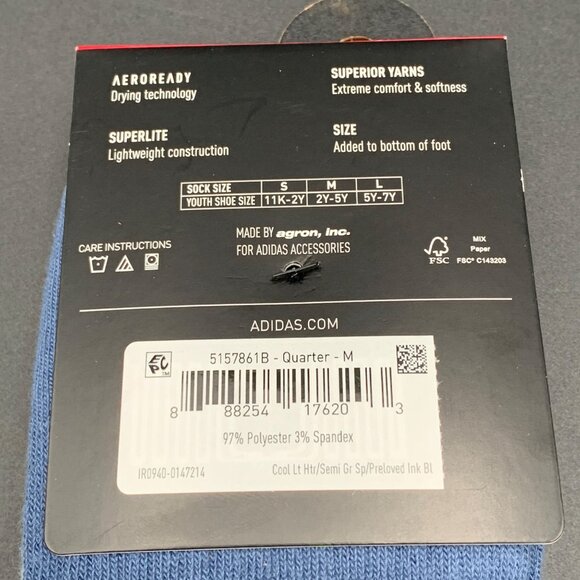 AEROREADY
Drying technology
SUPERIOR YARNS
Extreme comfort & softness
SUPERLITE
Lightweight construction
SIZE
Added to bottom of foot
SOCK SIZE S M L
YOUTH SHOE SIZE 11K-2Y 2Y-5Y 5Y-7Y
MADE BY agron, inc.
FOR ADIDAS ACCESSORIES
CARE INSTRUCTIONS
FSC
MIX
Paper
FSC® C143203
ADIDAS.COM
5157861B - Quarter - M
8 88254 17620 3
97% Polyester 3% Spandex
IR0940-0147214
Cool Lt Htr/Semi Gr Sp/Preloved Ink Bl